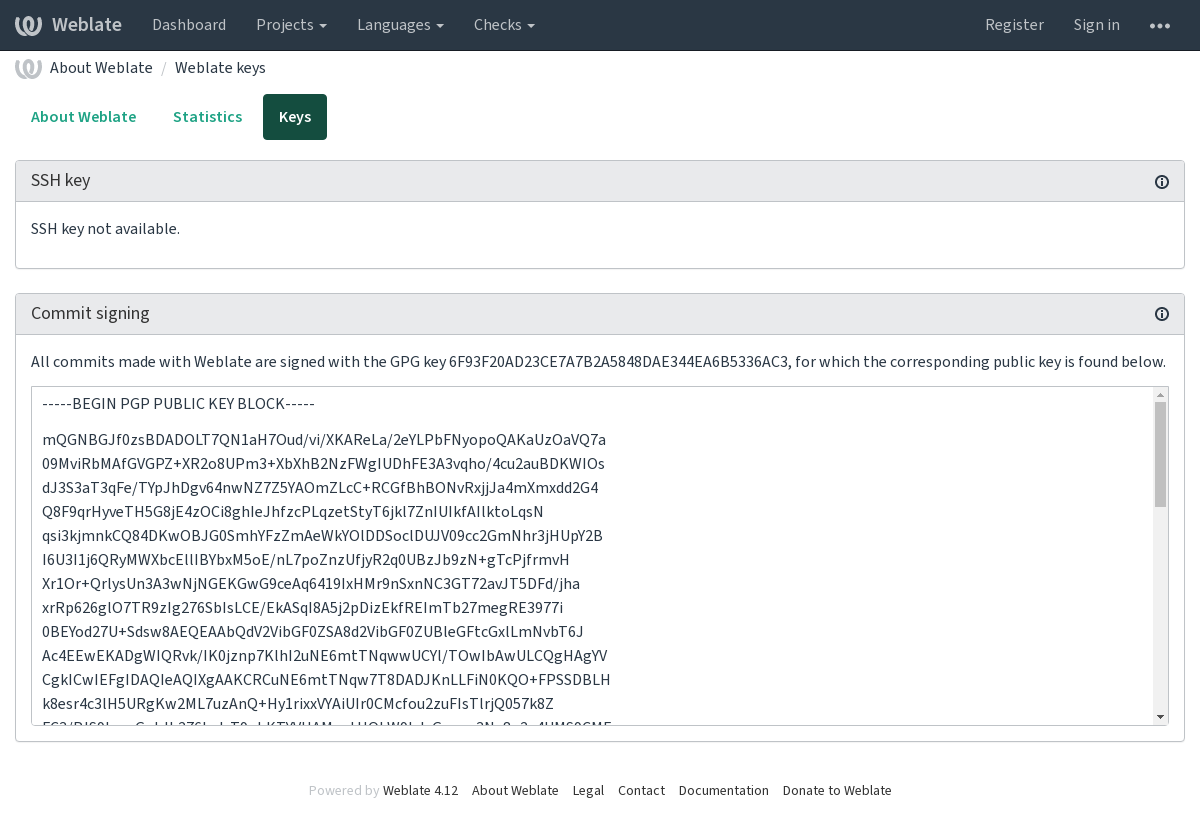 Weblate Dashboard Projects Languages Checks Register Sign in
About Weblate / Weblate keys
About Weblate Statistics Keys
SSH key
SSH key not available.
Commit signing
All commits made with Weblate are signed with the GPG key 6F93F20AD23CE7A7B2A5848DAE344EA6B5336AC3, for which the corresponding public key is found below.
-----BEGIN PGP PUBLIC KEY BLOCK-----
mQGNBGJf0zsBDADOLT7QN1aH7Oud/vi/XKAReLa/2eYLPbFNyopoQAKaUzOaVQ7a
09MviRbMAfGVGPZ+XR2o8UPm3+XbXhB2NzFWgIUDhFE3A3vqho/4cu2auBDKWIOs
dJ3S3aT3qFe/TYpJhDgv64nwNZ7Z5YAOmZLcC+RCGfBhBONvRxjjJa4mXmxdd2G4
Q8F9qrHyveTH5G8jE4zOCi8ghIeJhfzcPLqzetStyT6jkl7ZnIUIkfAIlktoLqsN
qsi3kjmnkCQ84DKwOBJG0SmhYFzZmAeWkYOlDDSoclDUJV09cc2GmNhr3jHUpY2B
I6U3I1j6QRyMWXbcEllIBYbxM5oE/nL7poZnzUfjyR2q0UBzJb9zN+gTcPjfrmvH
Xr1Or+QrlysUn3A3wNjNGEKGwG9ceAq6419IxHMr9nSxnNC3GT72avJT5DFd/jha
xrRp626glO7TR9zIg276SbIsLCE/EkASqI8A5j2pDizEkfREImTb27megRE3977i
0BEYod27U+Sdsw8AEQEAAbQdV2VibGF0ZSA8d2VibGF0ZUBleGFtcGxlLmNvbT6J
Ac4EEwEKADgWIQRvk/IK0jznp7KlhI2uNE6mtTNqwwUCYl/TOwIbAwULCQgHAgYV
CgkICwIEFgIDAQIeAQIXgAAKCRCuNE6mtTNqw7T8DADJKnLLFiN0KQO+FPSSDBLH
k8esr4c3lH5URgKw2ML7uzAnQ+Hy1rixxVYAiUIr0CMcfou2zuFIsTlrjQ057k8Z
Powered by Weblate 4.12 About Weblate Legal Contact Documentation Donate to Weblate